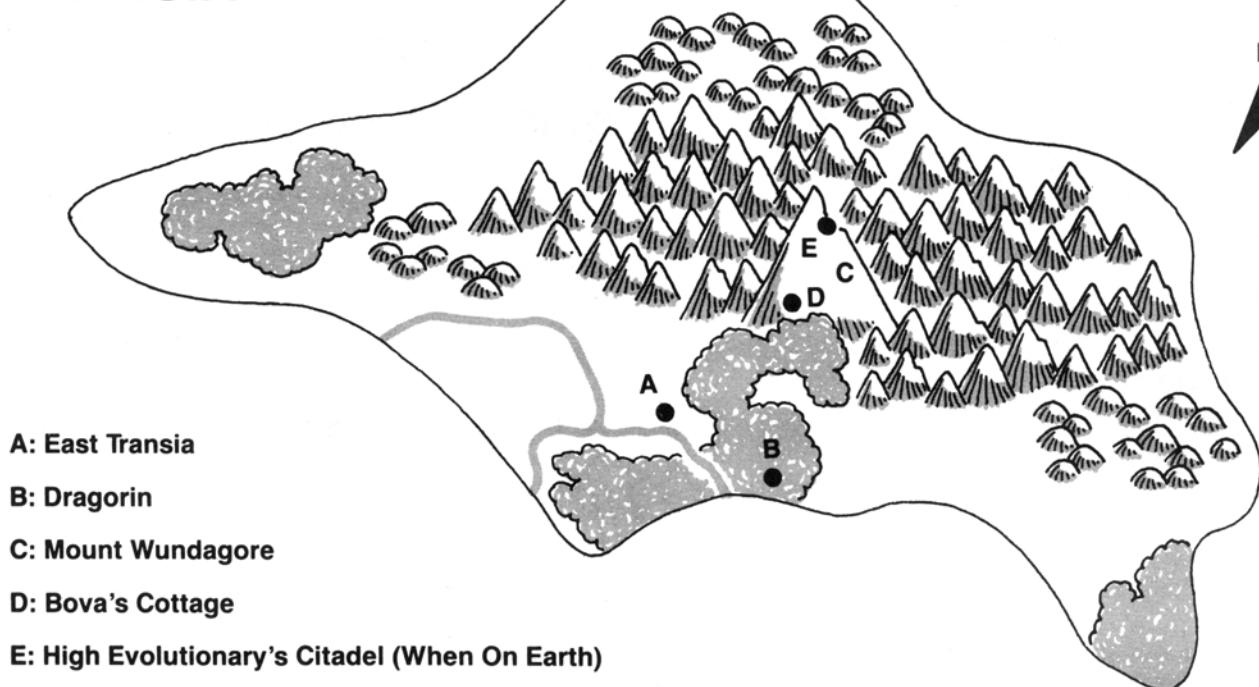 E
C
D
A
B
A: East Transia
B: Dragorin
C: Mount Wundagore
D: Bova's Cottage
E: High Evolutionary's Citadel (When On Earth)